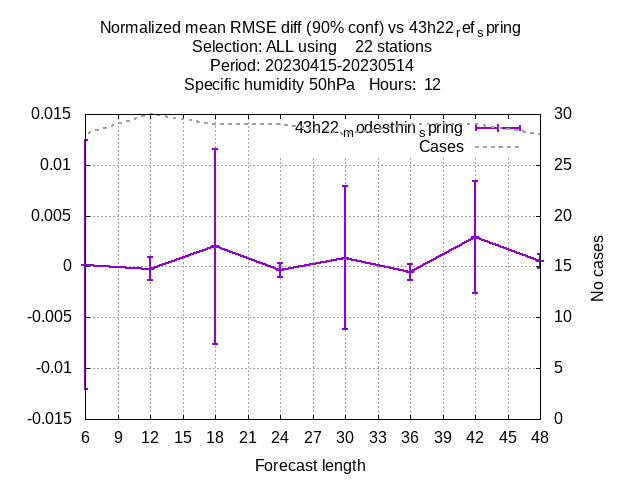 Normalized mean RMSE diff (90% conf) vs 43h22refspring
Selection: ALL using 22 stations
Period: 20230415-20230514
Specific humidity 50hPa Hours: 12
0.015
0.01
0.005
0
-0.005
-0.01
-0.015
43h22modesthinspring
Cases
30
25
20
15
10
5
0
No cases
6 9 12 15 18 21 24 27 30 33 36 39 42 45 48
Forecast length